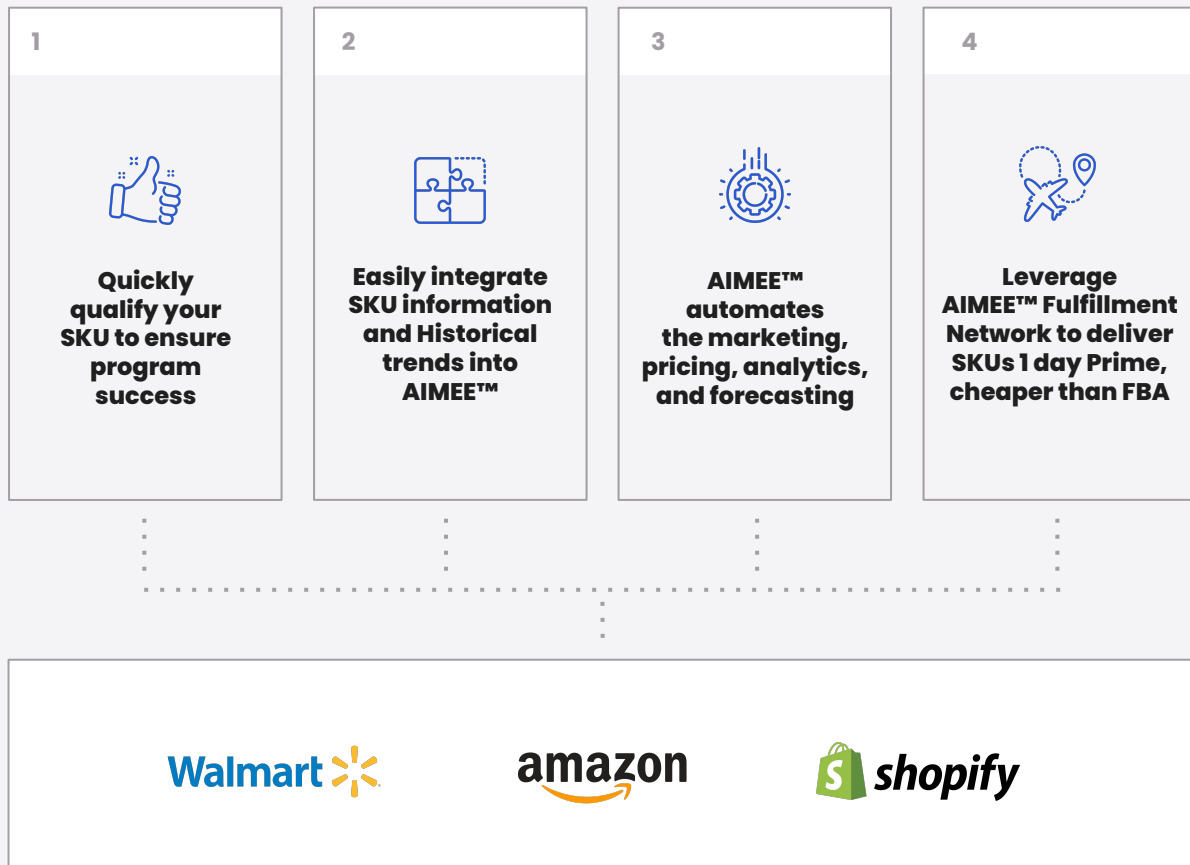 1
Quickly
qualify your
SKU to ensure
program
success
2
Easily integrate
SKU information
and Historical
trends into
AIMEE™
3
AIMEE™
automates
the marketing,
pricing, analytics,
and forecasting
4
Leverage
AIMEE™ Fulfillment
Network to deliver
SKUs 1 day Prime,
cheaper than FBA
Walmart
amazon
shopify